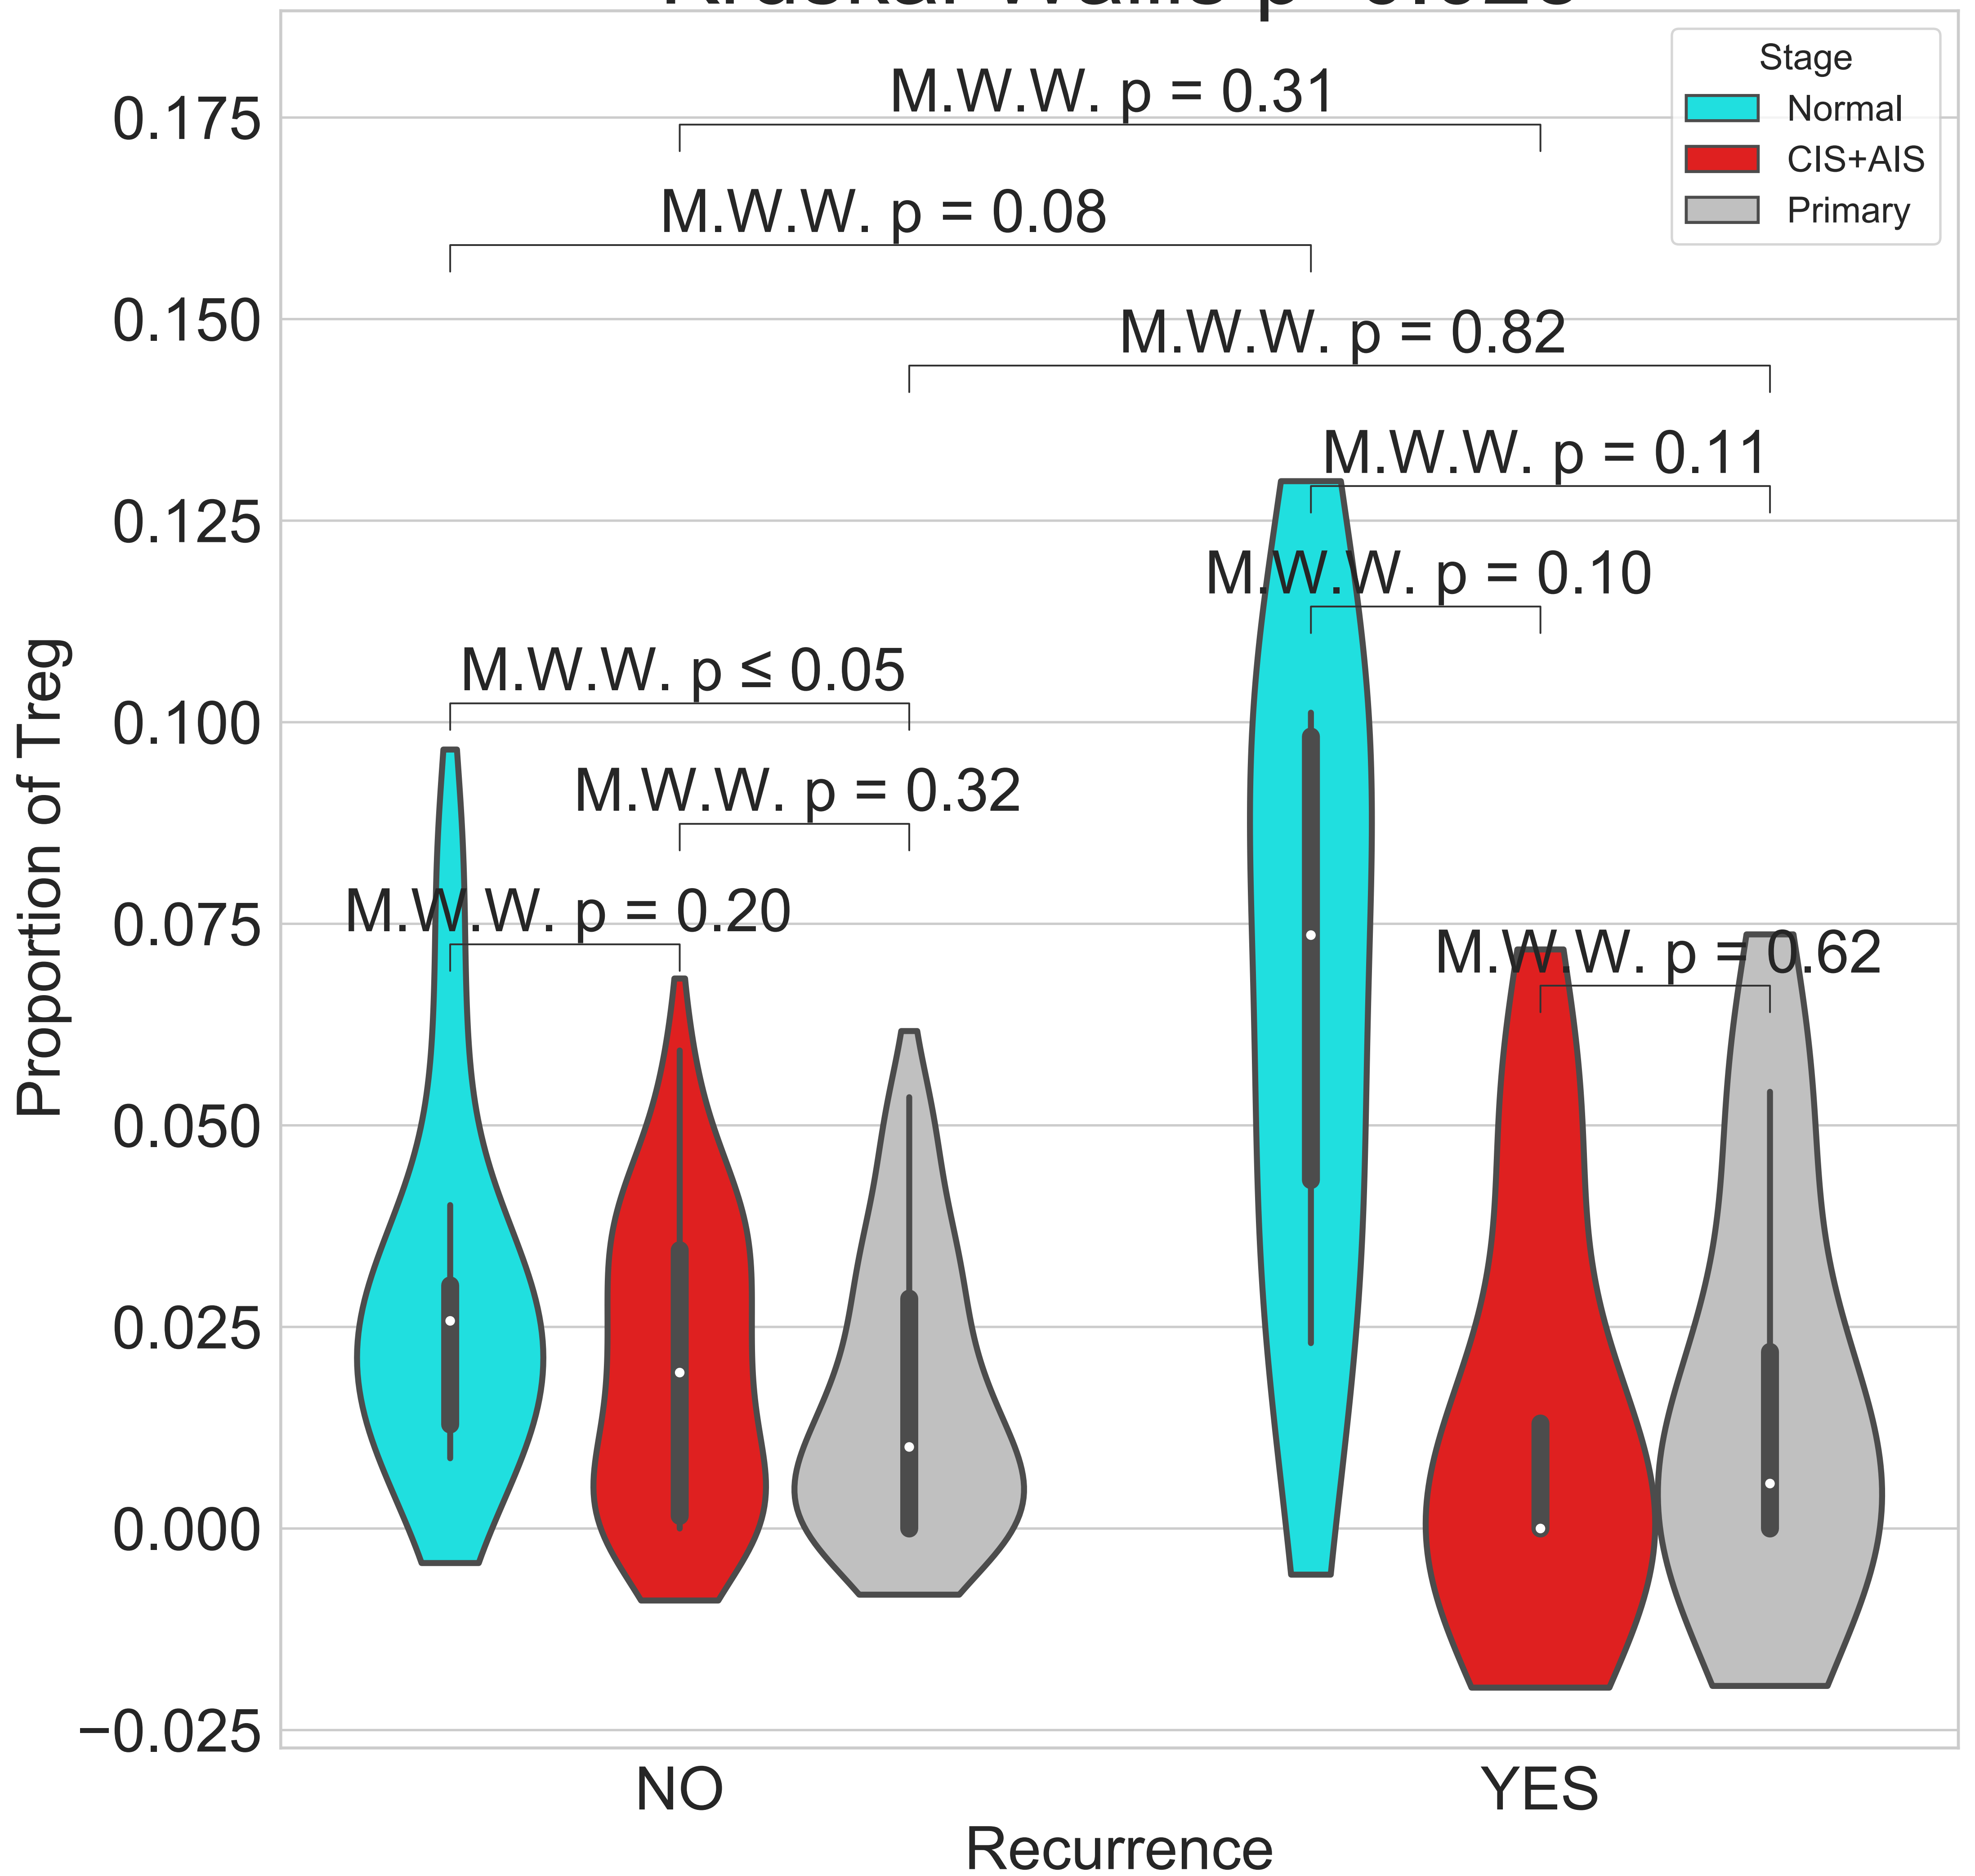 Stage
Normal
CIS+AIS
Primary
M.W.W. p = 0.31
M.W.W. p = 0.08
M.W.W. p = 0.82
M.W.W. p = 0.11
M.W.W. p = 0.10
M.W.W. p ≤ 0.05
M.W.W. p = 0.32
M.W.W. p = 0.20
M.W.W. p = 0.62
0.175
0.150
0.125
0.100
0.075
0.050
0.025
0.000
−0.025
Proportion of Treg
NO
YES
Recurrence